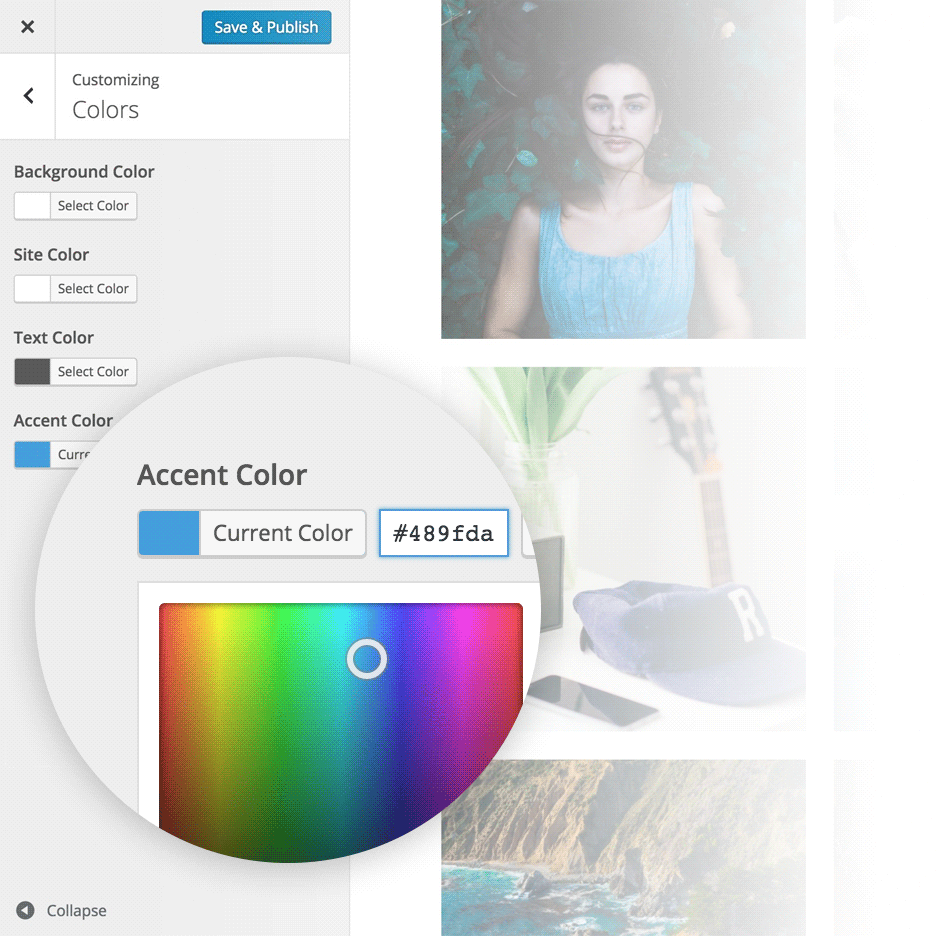 Save & Publish
Customizing
Colors
Background Color
Select Color
Site Color
Select Color
Text Color
Select Color
Accent Color
Curre
Accent Color
Current Color
#489fda
R
Collapse